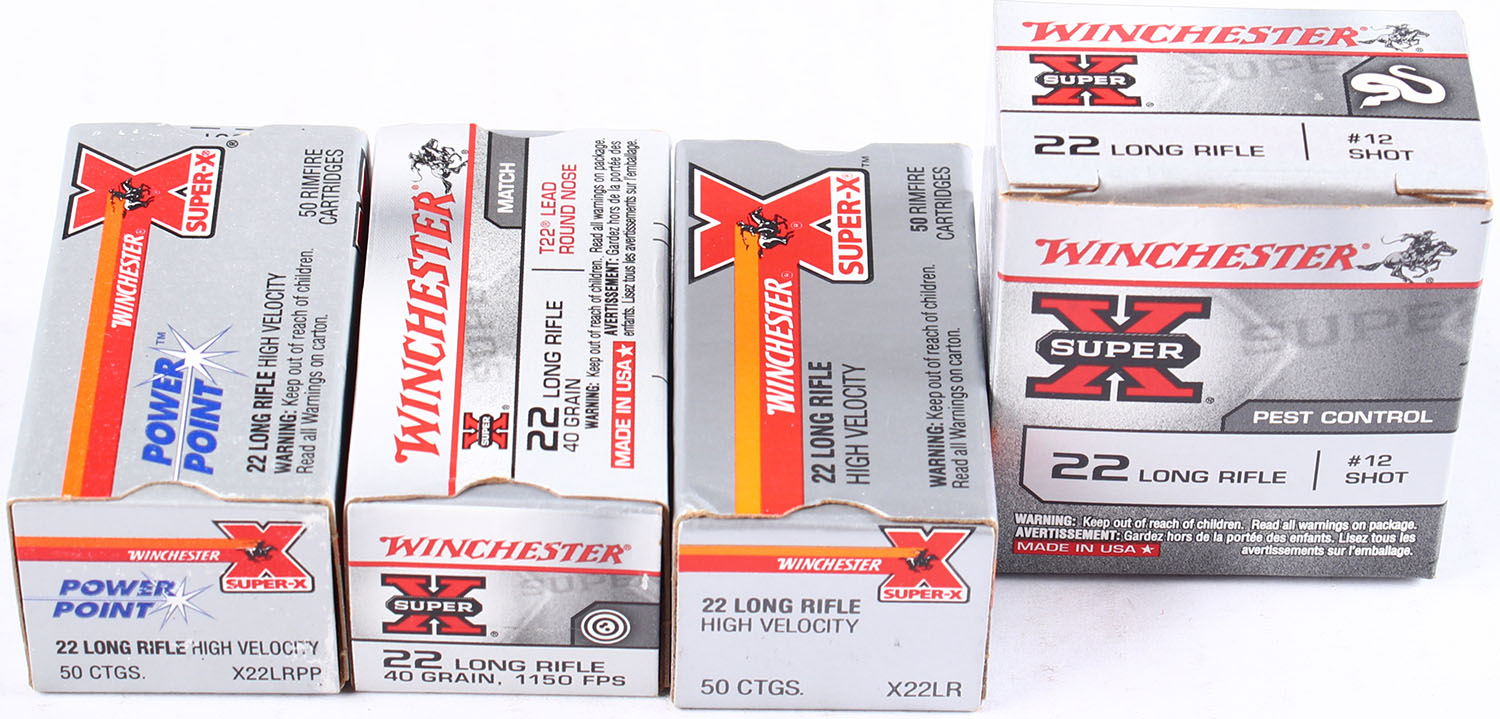 SUPER-X®
WINCHESTER®
50 RIMFIRE
CARTRIDGES
POWER
POINT™
22 LONG RIFLE HIGH VELOCITY
WARNING: Keep out of reach of children.
Read all Warnings on carton.
WINCHESTER
SUPER-X
POWER
POINT
22 LONG RIFLE HIGH VELOCITY
50 CTGS. X22LRPP
WINCHESTER®
MATCH
X SUPER®
T22® LEAD
ROUND NOSE
22 LONG RIFLE
40 GRAIN
WARNING: Keep out of reach of children. Read all warnings on package.
AVERTISSEMENT: Gardez hors de la portée des
enfants. Lisez tous les avertissements sur l'emballage.
MADE IN USA
WINCHESTER®
X SUPER®
22 LONG RIFLE
40 GRAIN, 1150 FPS
SUPER-X™
WINCHESTER®
50 RIMFIRE
CARTRIDGES
22 LONG RIFLE
HIGH VELOCITY
WARNING: Keep out of reach of children.
Read all Warnings on carton.
WINCHESTER
SUPER-X
22 LONG RIFLE
HIGH VELOCITY
50 CTGS. X22LR
WINCHESTER®
X SUPER®
SUPE
22 LONG RIFLE
#12
SHOT
WINCHESTER®
X SUPER®
SUPE
PEST CONTROL
22 LONG RIFLE
#12
SHOT
WARNING: Keep out of reach of children. Read all warnings on package.
AVERTISSEMENT: Gardez hors de la portée des enfants. Lisez tous les
MADE IN USA avertissements sur l'emballage.